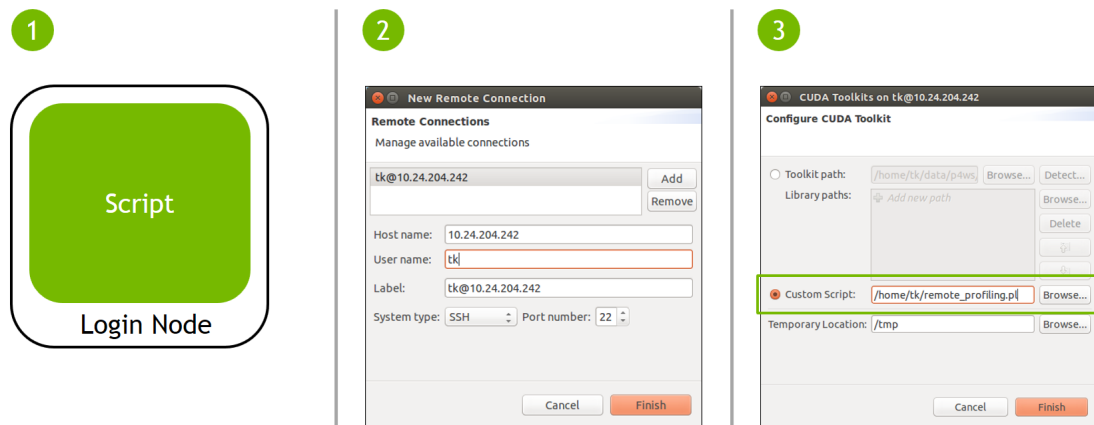 1
Script
Login Node
2
New Remote Connection
Remote Connections
Manage available connections
tk@10.24.204.242
Add
Remove
Host name: 10.24.204.242
User name: tk
Label: tk@10.24.204.242
System type: SSH Port number: 22
Cancel Finish
3
CUDA Toolkits on tk@10.24.204.242
Configure CUDA Toolkit
Toolkit path: /home/tk/data/p4ws/ Browse... Detect...
Library paths: Add new path Browse...
Delete
Custom Script: /home/tk/remote_profiling.pl Browse...
Temporary Location: /tmp Browse...
Cancel Finish